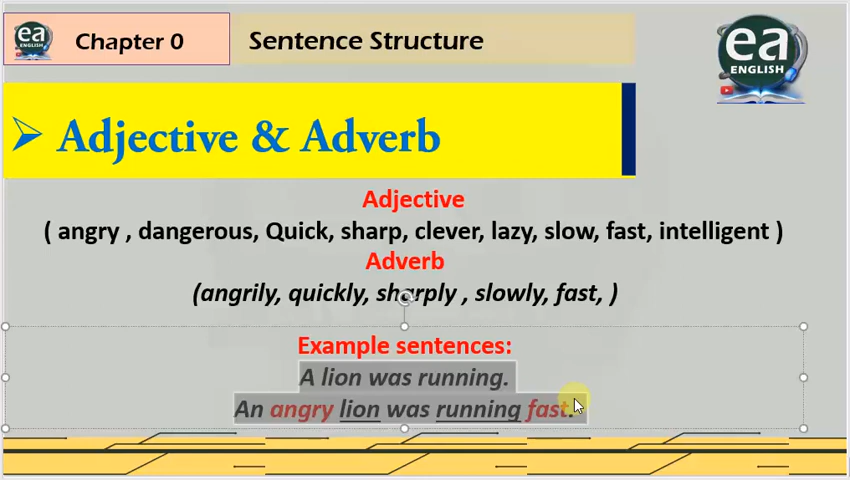 ea ENGLISH
Chapter 0
Sentence Structure
ea
ENGLISH
Adjective & Adverb
Adjective
( angry , dangerous, Quick, sharp, clever, lazy, slow, fast, intelligent )
Adverb
(angrily, quickly, sharply , slowly, fast, )
Example sentences:
A lion was running.
An angry lion was running fast.